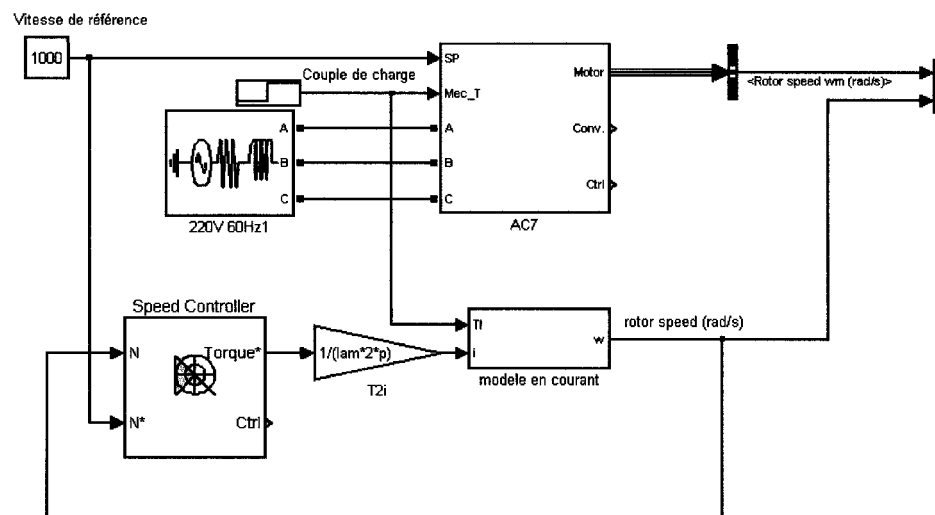 Vitesse de référence
1000
Couple de charge
SP
Mec_T
A
B
C
Motor
Conv.
Ctrl
AC7
<Rotor speed wm (rad/s)>
A
B
C
220V 60Hz1
Speed Controller
N
N*
Torque*
Ctrl
1/(lam*2*p)
T2i
Tl
i
w
modele en courant
rotor speed (rad/s)